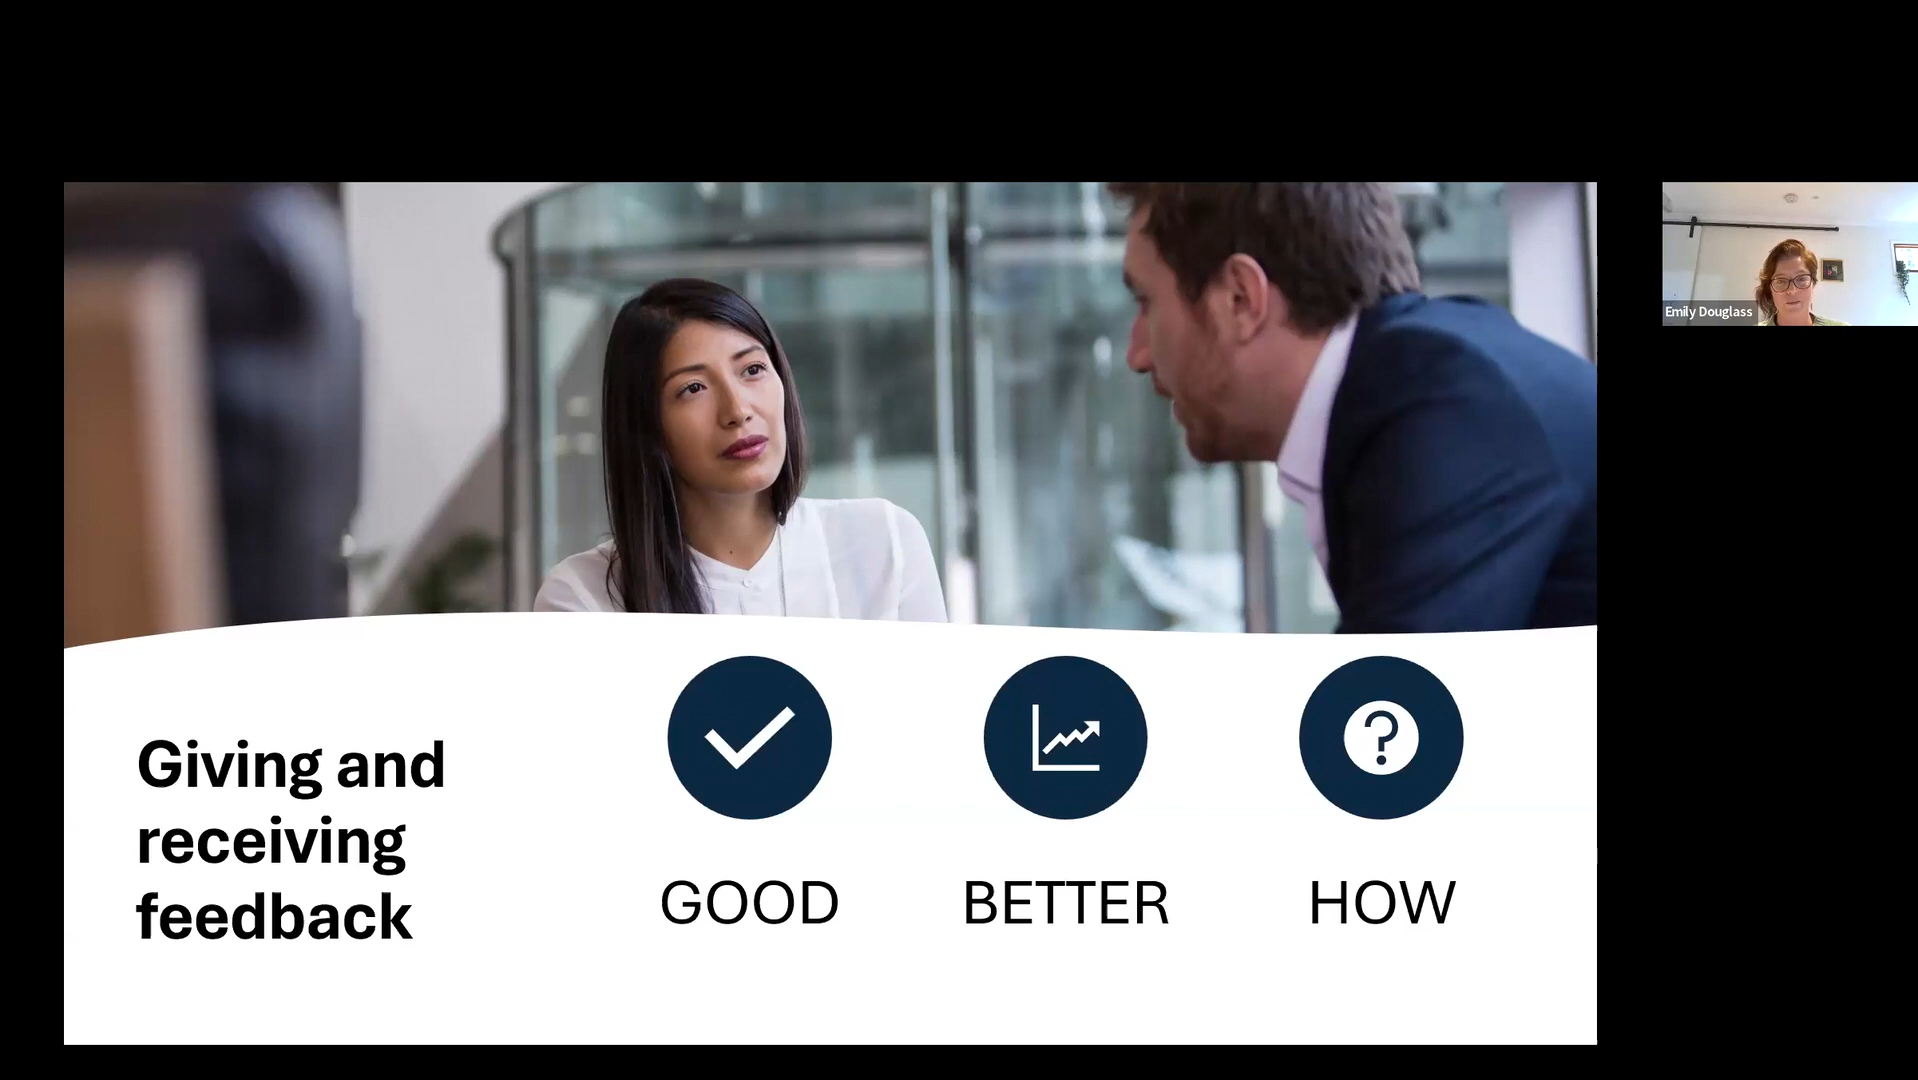 Emily Douglass
Giving and
receiving
feedback
GOOD
BETTER
HOW